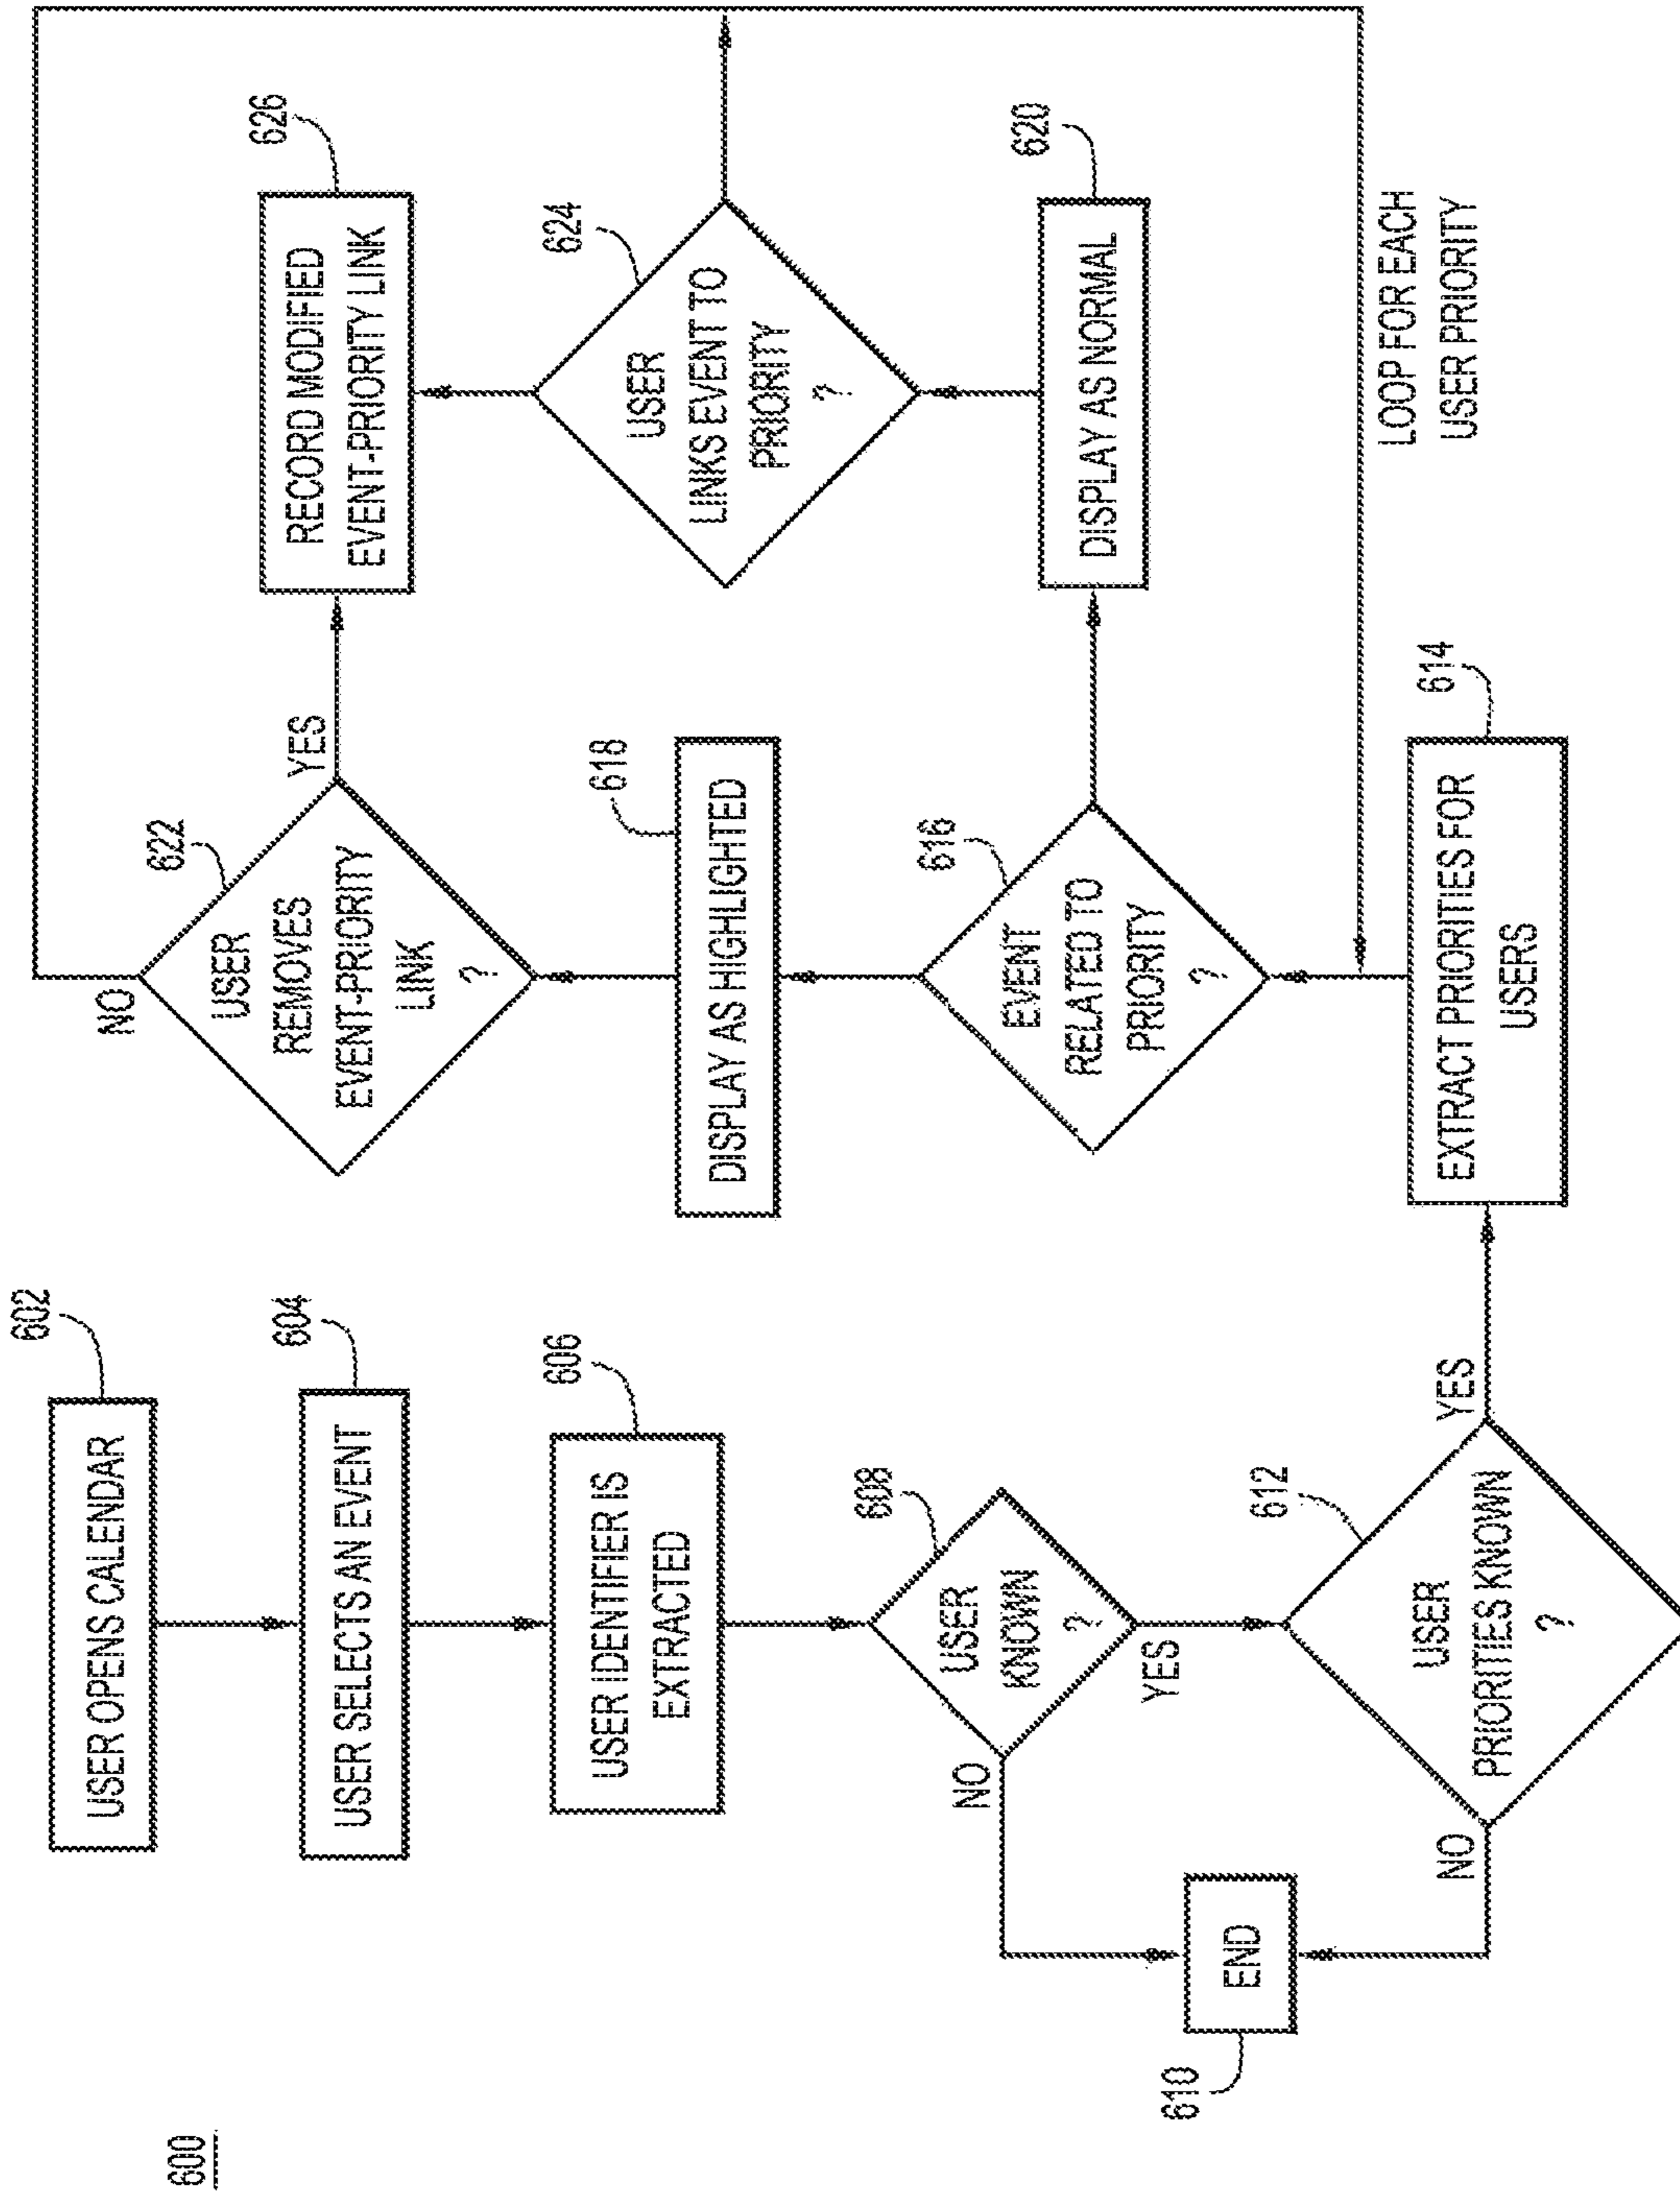 600
602
USER OPENS CALENDAR
604
USER SELECTS AN EVENT
606
USER IDENTIFIER IS
EXTRACTED
608
USER
KNOWN
?
NO
YES
610
END
612
USER
PRIORITIES KNOWN
?
NO
YES
614
EXTRACT PRIORITIES FOR
USERS
616
EVENT
RELATED TO
PRIORITY
?
618
DISPLAY AS HIGHLIGHTED
620
DISPLAY AS NORMAL
622
USER
REMOVES
EVENT-PRIORITY
LINK
?
NO
YES
624
USER
LINKS EVENT TO
PRIORITY
?
626
RECORD MODIFIED
EVENT-PRIORITY LINK
LOOP FOR EACH
USER PRIORITY